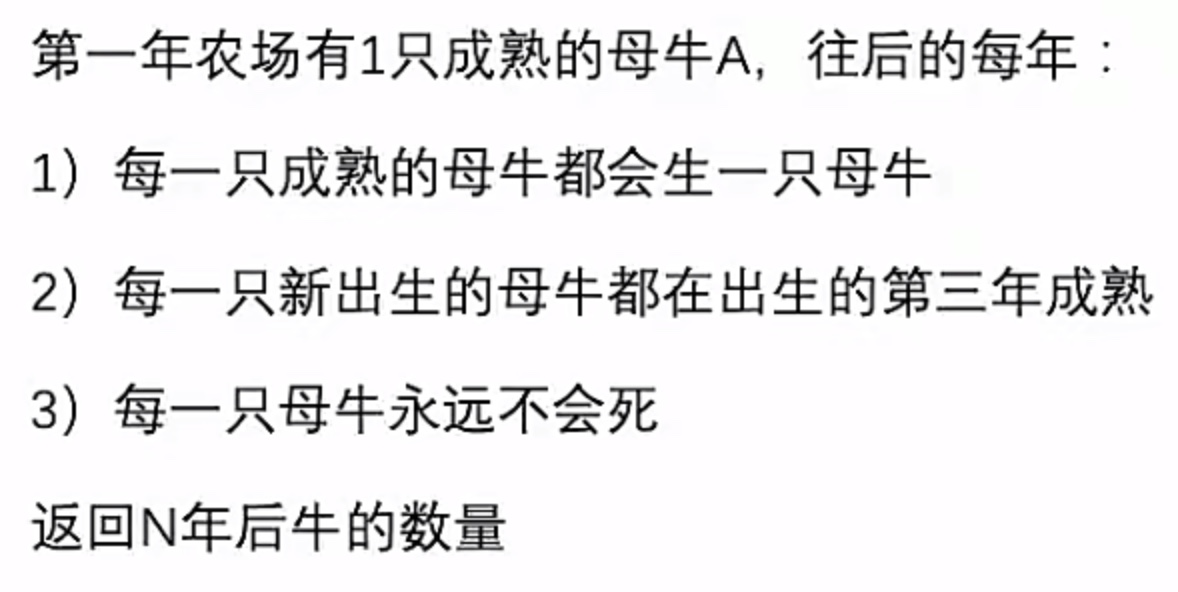 第一年农场有1只成熟的母牛A，往后的每年：
1）每一只成熟的母牛都会生一只母牛
2）每一只新出生的母牛都在出生的第三年成熟
3）每一只母牛永远不会死
返回N年后牛的数量